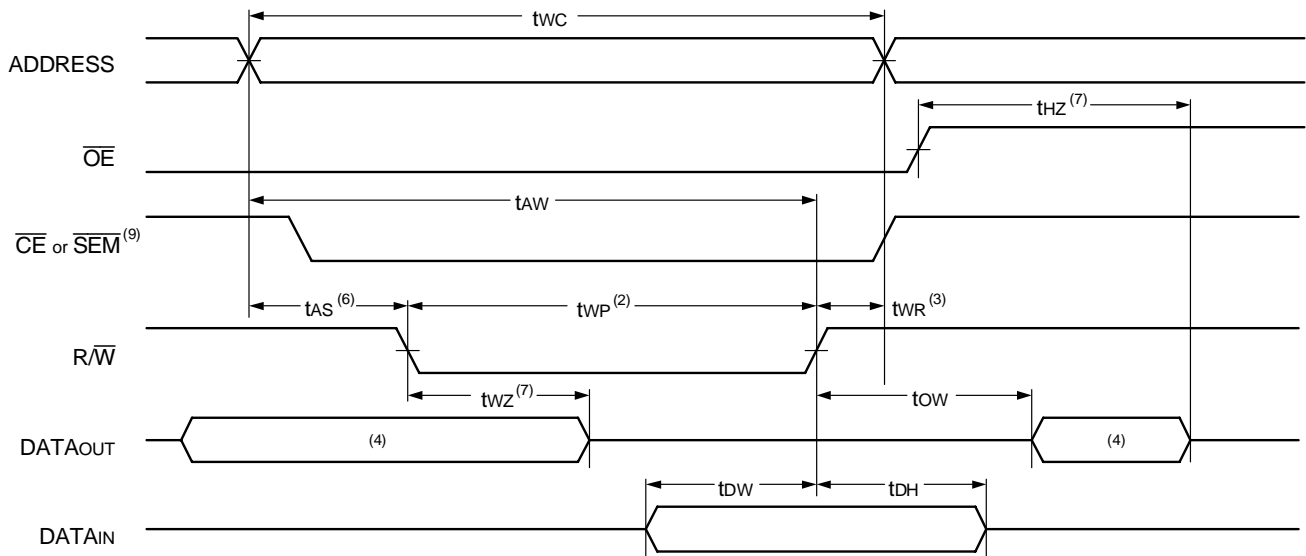 tWC
ADDRESS
tHZ (7)
OE
tAW
CE or SEM (9)
tAS (6)
tWP (2)
tWR (3)
R/W
tWZ (7)
tOW
DATAOUT
(4)
(4)
tDW
tDH
DATAIN